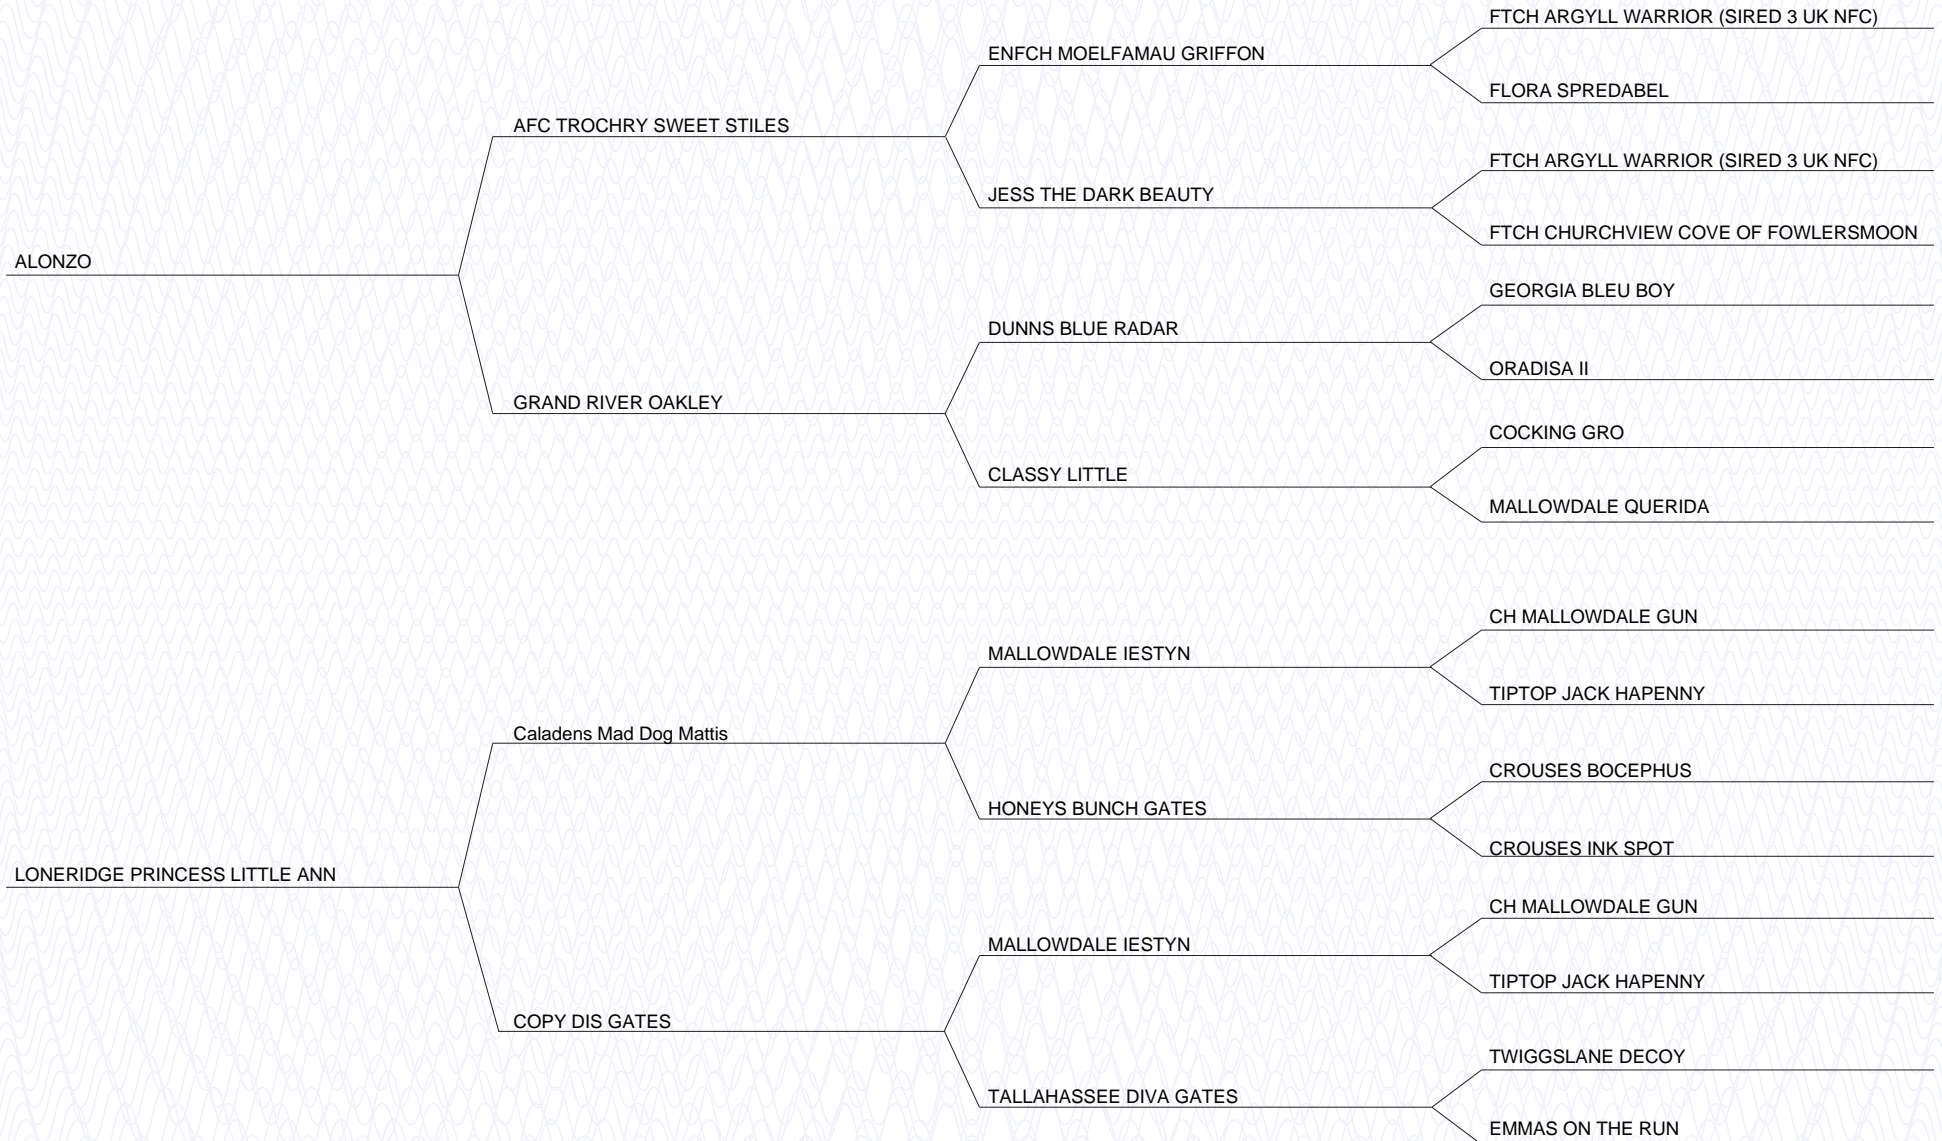 FTCH ARGYLL WARRIOR (SIRED 3 UK NFC)
ENFCH MOELFAMAU GRIFFON
FLORA SPREDABEL
AFC TROCHRY SWEET STILES
FTCH ARGYLL WARRIOR (SIRED 3 UK NFC)
JESS THE DARK BEAUTY
FTCH CHURCHVIEW COVE OF FOWLERSMOON
ALONZO
GEORGIA BLEU BOY
DUNNS BLUE RADAR
ORADISA II
GRAND RIVER OAKLEY
COCKING GRO
CLASSY LITTLE
MALLOWDALE QUERIDA
CH MALLOWDALE GUN
MALLOWDALE IESTYN
TIPTOP JACK HAPENNY
Caladens Mad Dog Mattis
CROUSES BOCEPHUS
HONEYS BUNCH GATES
CROUSES INK SPOT
LONERIDGE PRINCESS LITTLE ANN
CH MALLOWDALE GUN
MALLOWDALE IESTYN
TIPTOP JACK HAPENNY
COPY DIS GATES
TWIGGSLANE DECOY
TALLAHASSEE DIVA GATES
EMMAS ON THE RUN